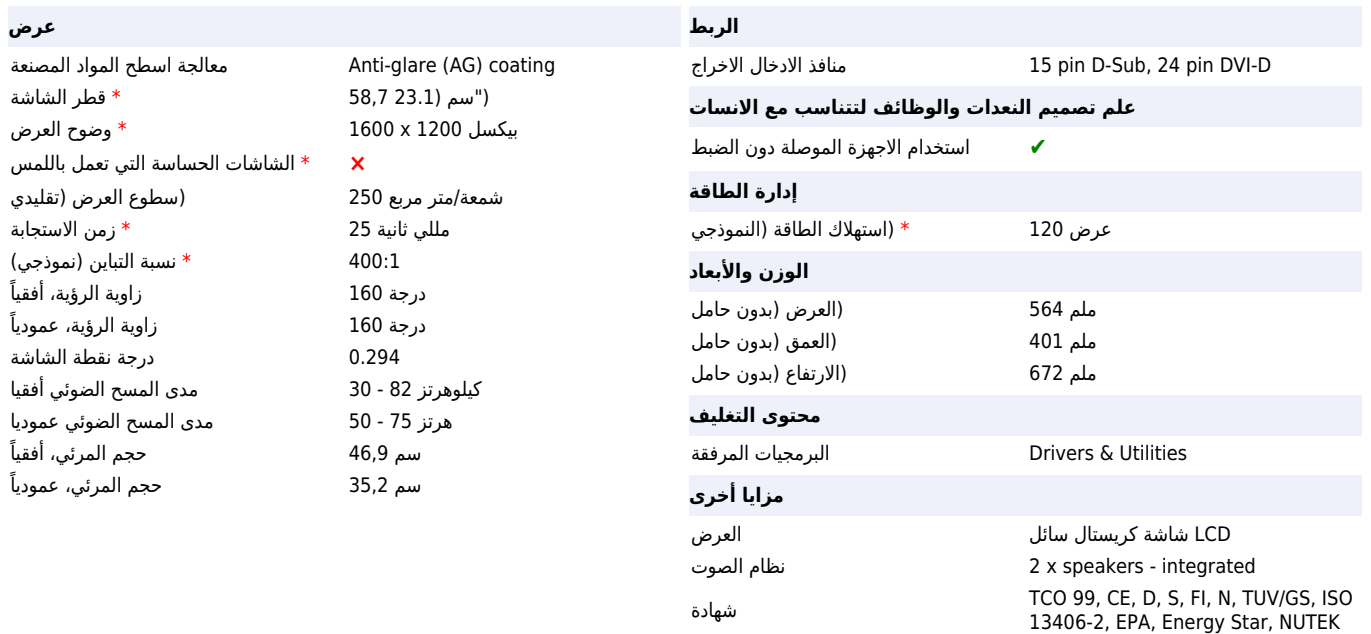 عرض
معالجة اسطح المواد المصنعة Anti-glare (AG) coating
* قطر الشاشة 58,7 سم (23.1")
* وضوح العرض 1600 x 1200 بيكسل
* الشاشات الحساسة التي تعمل باللمس ✗
(سطوع العرض (تقليدي 250 شمعة/متر مربع
* زمن الاستجابة 25 مللي ثانية
* نسبة التباين (نموذجي) 400:1
زاوية الرؤية، أفقياً 160 درجة
زاوية الرؤية، عمودياً 160 درجة
درجة نقطة الشاشة 0.294
مدى المسح الضوئي أفقيا 30 - 82 كيلوهرتز
مدى المسح الضوئي عموديا 50 - 75 هرتز
حجم المرئي، أفقياً 46,9 سم
حجم المرئي، عمودياً 35,2 سم
الربط
منافذ الادخال الاخراج 15 pin D-Sub, 24 pin DVI-D
علم تصميم النعدات والوظائف لتتناسب مع الانسات
استخدام الاجهزة الموصلة دون الضبط ✔
إدارة الطاقة
* (استهلاك الطاقة (النموذجي 120 عرض
الوزن والأبعاد
(العرض (بدون حامل 564 ملم
(العمق (بدون حامل 401 ملم
(الارتفاع (بدون حامل 672 ملم
محتوى التغليف
البرمجيات المرفقة Drivers & Utilities
مزايا أخرى
العرض LCD شاشة كريستال سائل
نظام الصوت 2 x speakers - integrated
شهادة TCO 99, CE, D, S, FI, N, TUV/GS, ISO
13406-2, EPA, Energy Star, NUTEK